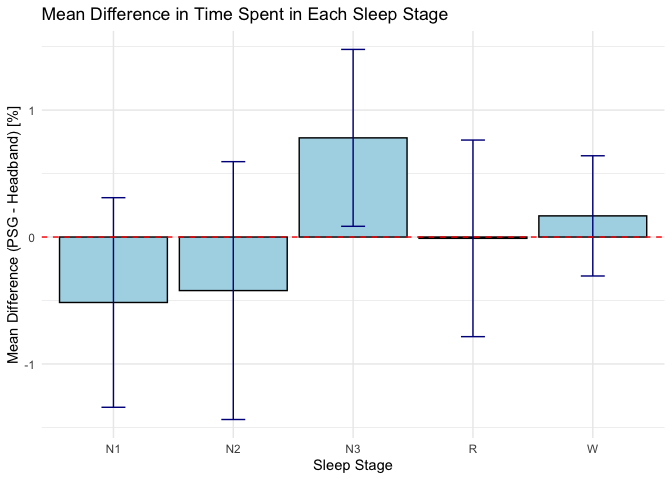 Mean Difference in Time Spent in Each Sleep Stage
Mean Difference (PSG - Headband) [%]
1
0
-1
N1 N2 N3 R W
Sleep Stage